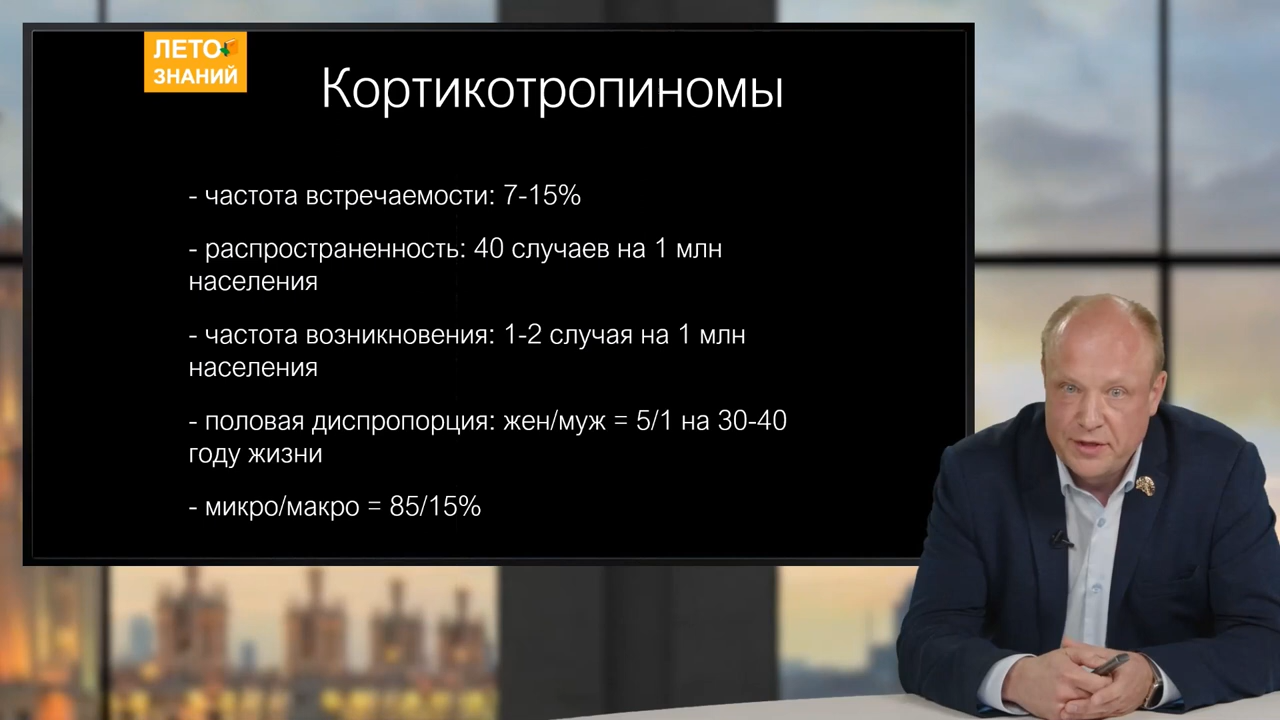 ЛЕТО
ЗНАНИЙ
Кортикотропиномы
- частота встречаемости: 7-15%
- распространенность: 40 случаев на 1 млн
населения
- частота возникновения: 1-2 случая на 1 млн
населения
- половая диспропорция: жен/муж = 5/1 на 30-40
году жизни
- микро/макро = 85/15%